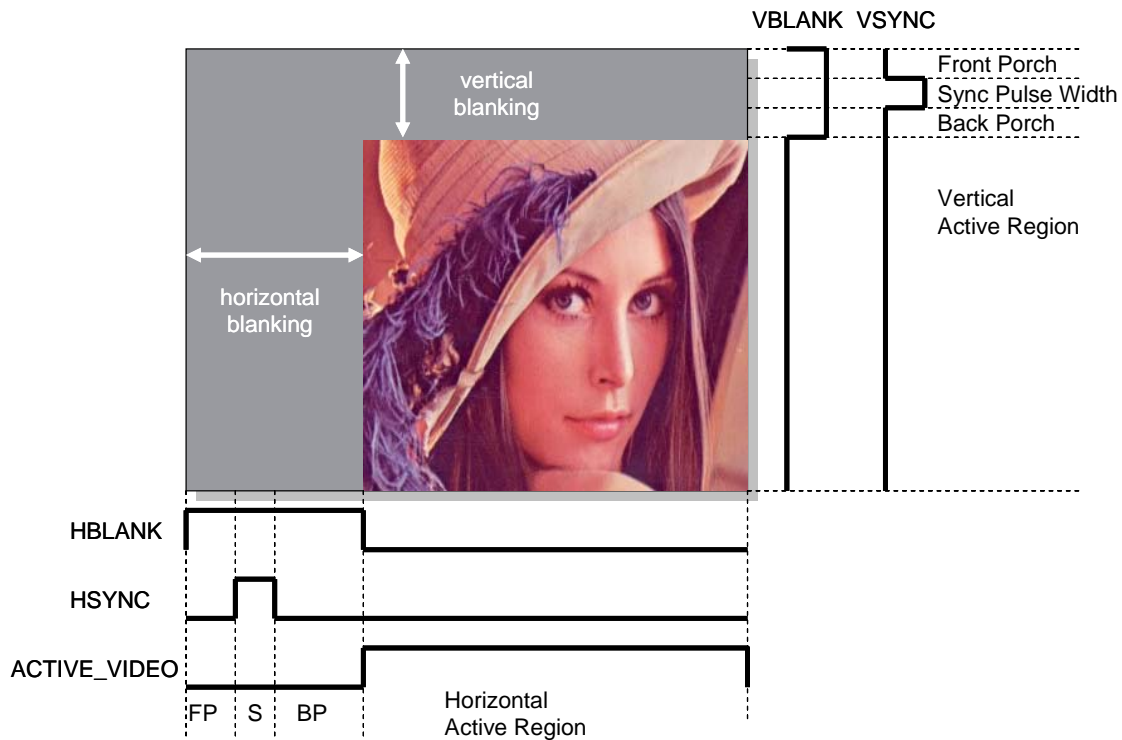 VBLANK VSYNC
Front Porch
Sync Pulse Width
Back Porch
vertical
blanking
Vertical
Active Region
horizontal
blanking
HBLANK
HSYNC
ACTIVE_VIDEO
FP S BP
Horizontal
Active Region